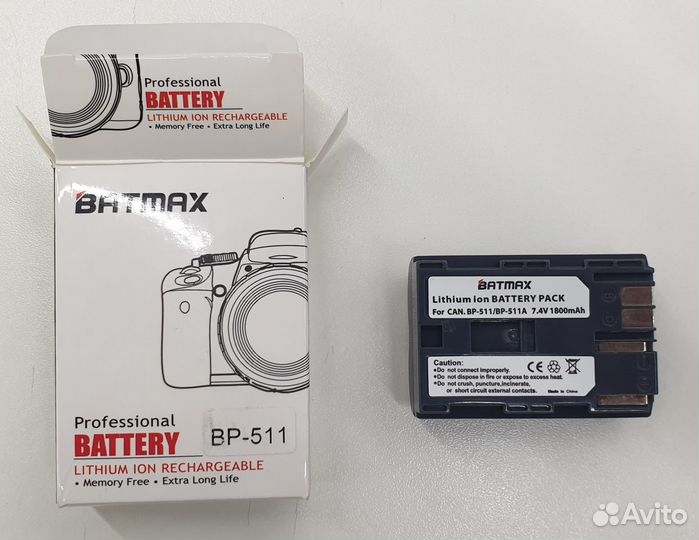 Professional
BATTERY
LITHIUM ION RECHARGEABLE
• Memory Free • Extra Long Life
BATMAX
Professional
BATTERY
BP-511
LITHIUM ION RECHARGEABLE
• Memory Free • Extra Long Life
BATMAX
Lithium ion BATTERY PACK
For CAN. BP-511/BP-511A 7.4V 1800mAh
Caution:
•Do not connect improperly.
•Do not dispose in fire or expose to excess heat.
•Do not crush, puncture,incinerate,
or short circuit external contacts.
CE
Made in China
Avito